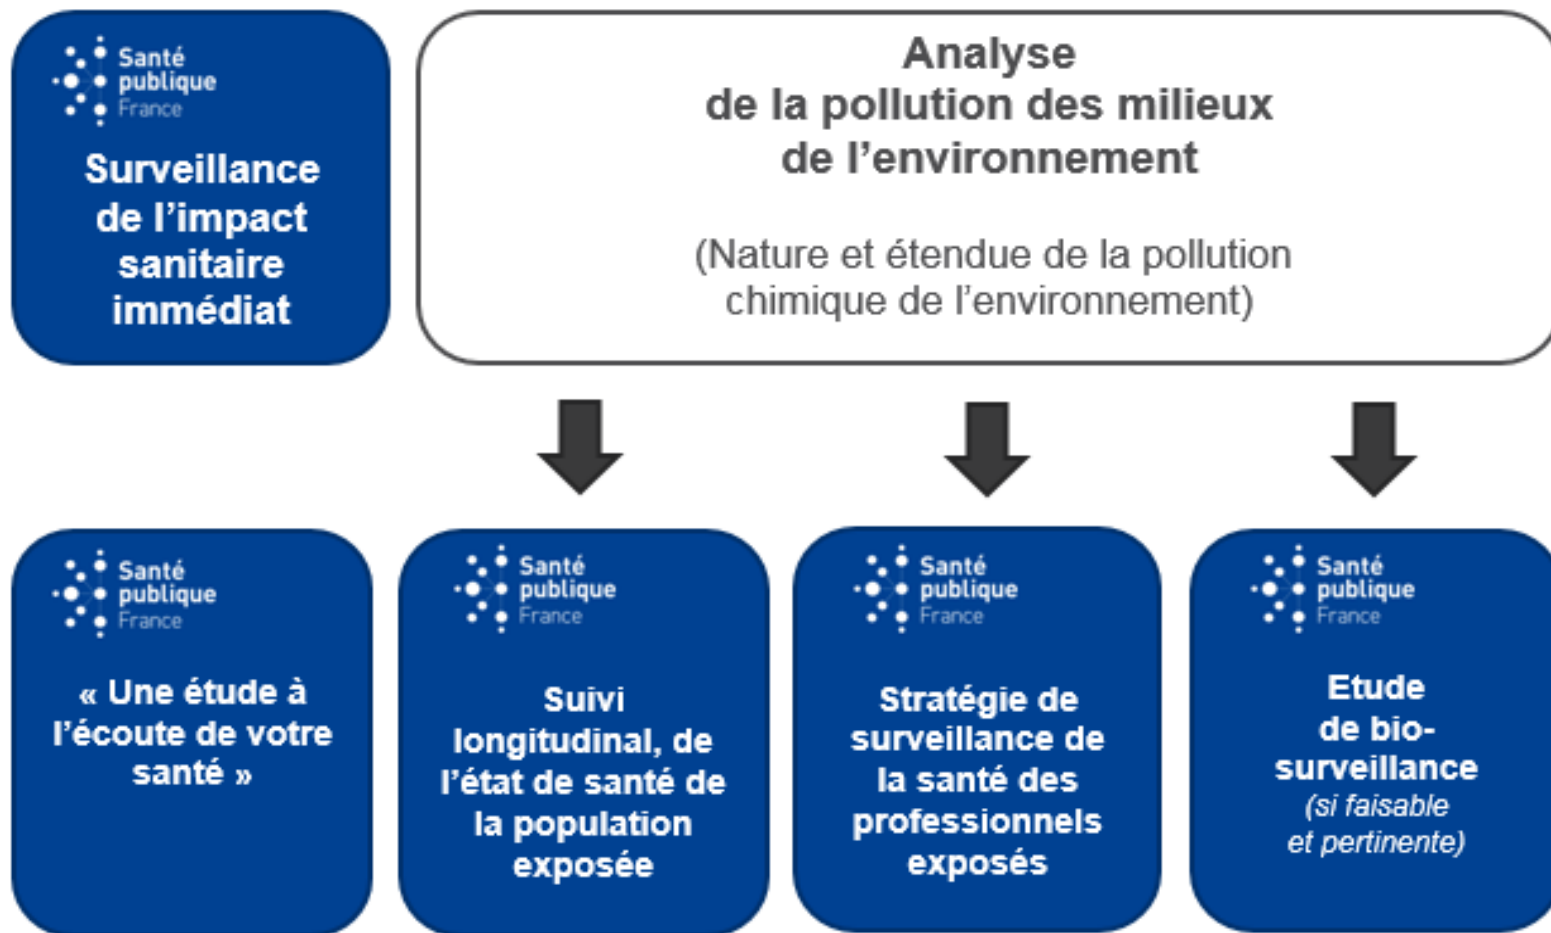 Santé
publique
France
Surveillance
de l'impact
sanitaire
immédiat
Analyse
de la pollution des milieux
de l'environnement
(Nature et étendue de la pollution
chimique de l'environnement)
Santé
publique
France
« Une étude à
l'écoute de votre
santé »
Santé
publique
France
Suivi
longitudinal, de
l'état de santé de
la population
exposée
Santé
publique
France
Stratégie de
surveillance de
la santé des
professionnels
exposés
Santé
publique
France
Etude
de bio-
surveillance
(si faisable
et pertinente)